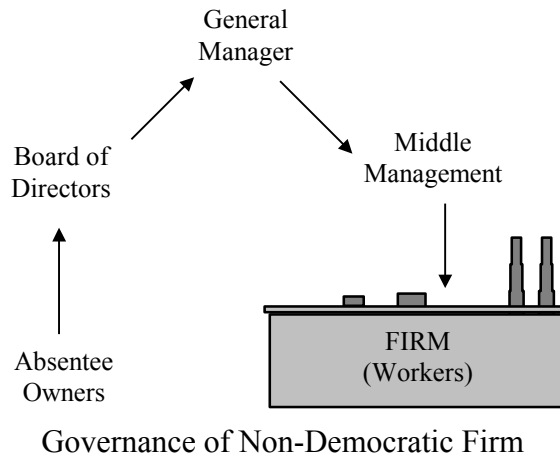 General
Manager
Board of
Directors
Middle
Management
Absentee
Owners
FIRM
(Workers)
Governance of Non-Democratic Firm